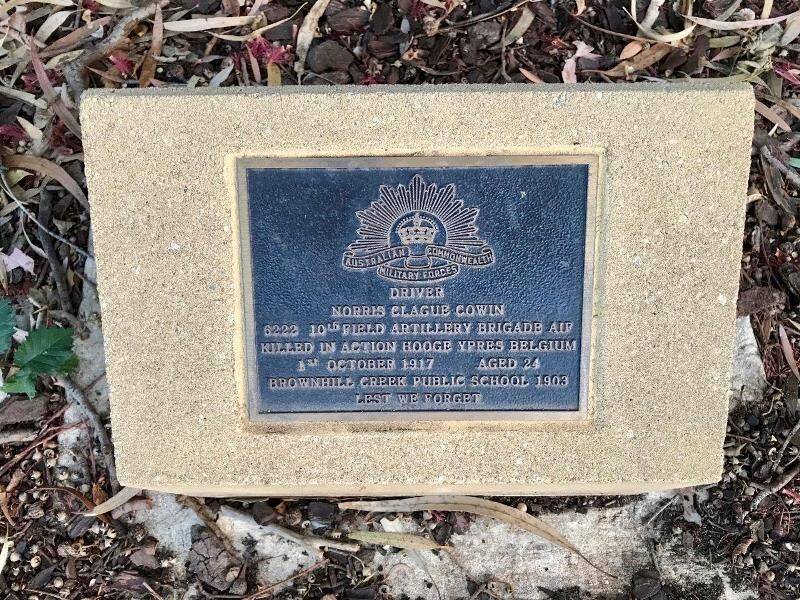 AUSTRALIAN COMMONWEALTH
MILITARY FORCES
DRIVER
NORRIS CLAGUE COWIN
6222 10TH FIELD ARTILLERY BRIGADE AIF
KILLED IN ACTION HOOGE YPRES BELGIUM
1ST OCTOBER 1917 AGED 24
BROWNHILL CREEK PUBLIC SCHOOL 1903
LEST WE FORGET